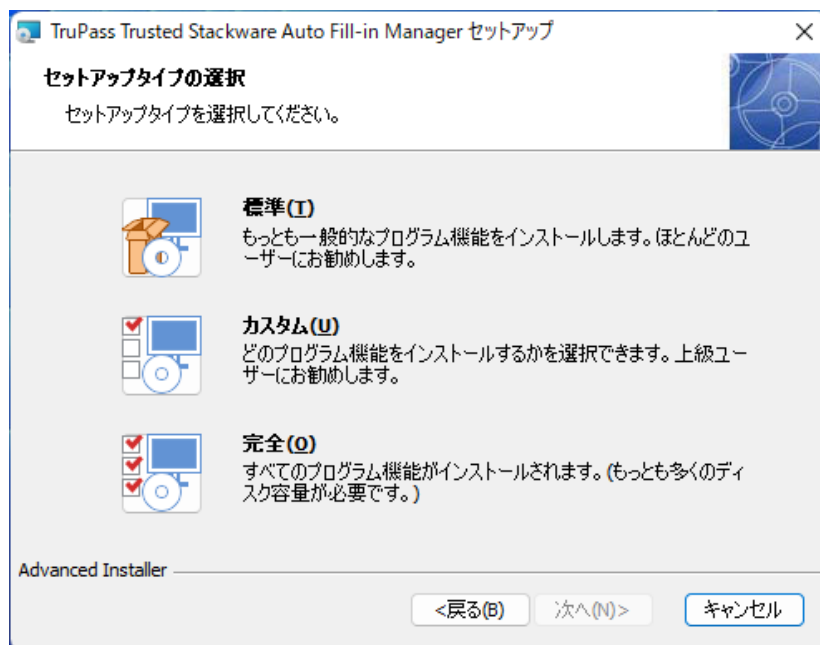 TruPass Trusted Stackware Auto Fill-in Manager セットアップ
セットアップタイプの選択
セットアップタイプを選択してください。
標準(T)
もっとも一般的なプログラム機能をインストールします。ほとんどのユ
ーザーにお勧めします。
カスタム(U)
どのプログラム機能をインストールするかを選択できます。上級ユー
ザーにお勧めします。
完全(O)
すべてのプログラム機能がインストールされます。(もっとも多くのディ
スク容量が必要です。)
Advanced Installer
<戻る(B) 次へ(N)> キャンセル